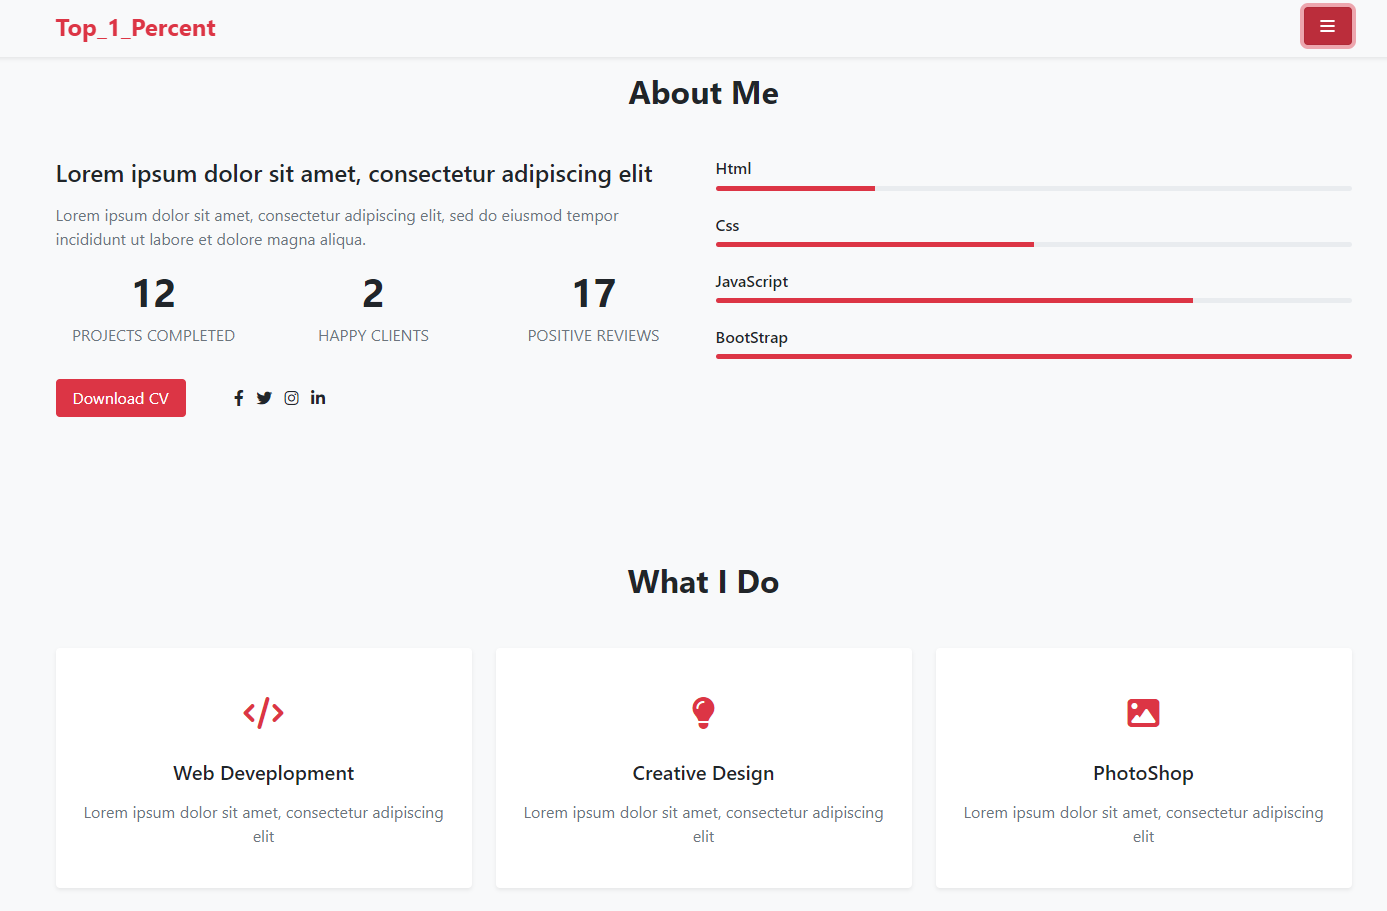 Top_1_Percent
About Me
Lorem ipsum dolor sit amet, consectetur adipiscing elit
Lorem ipsum dolor sit amet, consectetur adipiscing elit, sed do eiusmod tempor
incididunt ut labore et dolore magna aliqua.
12
PROJECTS COMPLETED
2
HAPPY CLIENTS
17
POSITIVE REVIEWS
Download CV
Html
Css
JavaScript
BootStrap
What I Do
Web Deveplopment
Lorem ipsum dolor sit amet, consectetur adipiscing
elit
Creative Design
Lorem ipsum dolor sit amet, consectetur adipiscing
elit
PhotoShop
Lorem ipsum dolor sit amet, consectetur adipiscing
elit